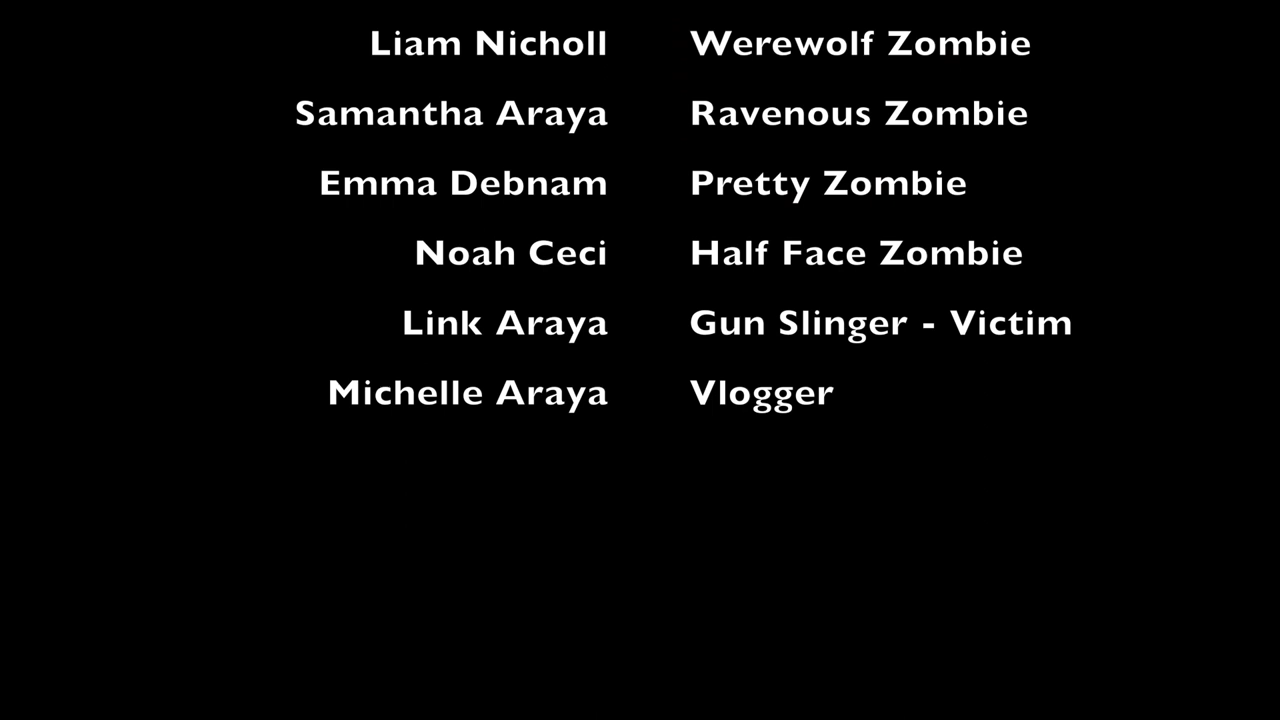 Liam Nicholl Werewolf Zombie
Samantha Araya Ravenous Zombie
Emma Debnam Pretty Zombie
Noah Ceci Half Face Zombie
Link Araya Gun Slinger - Victim
Michelle Araya Vlogger